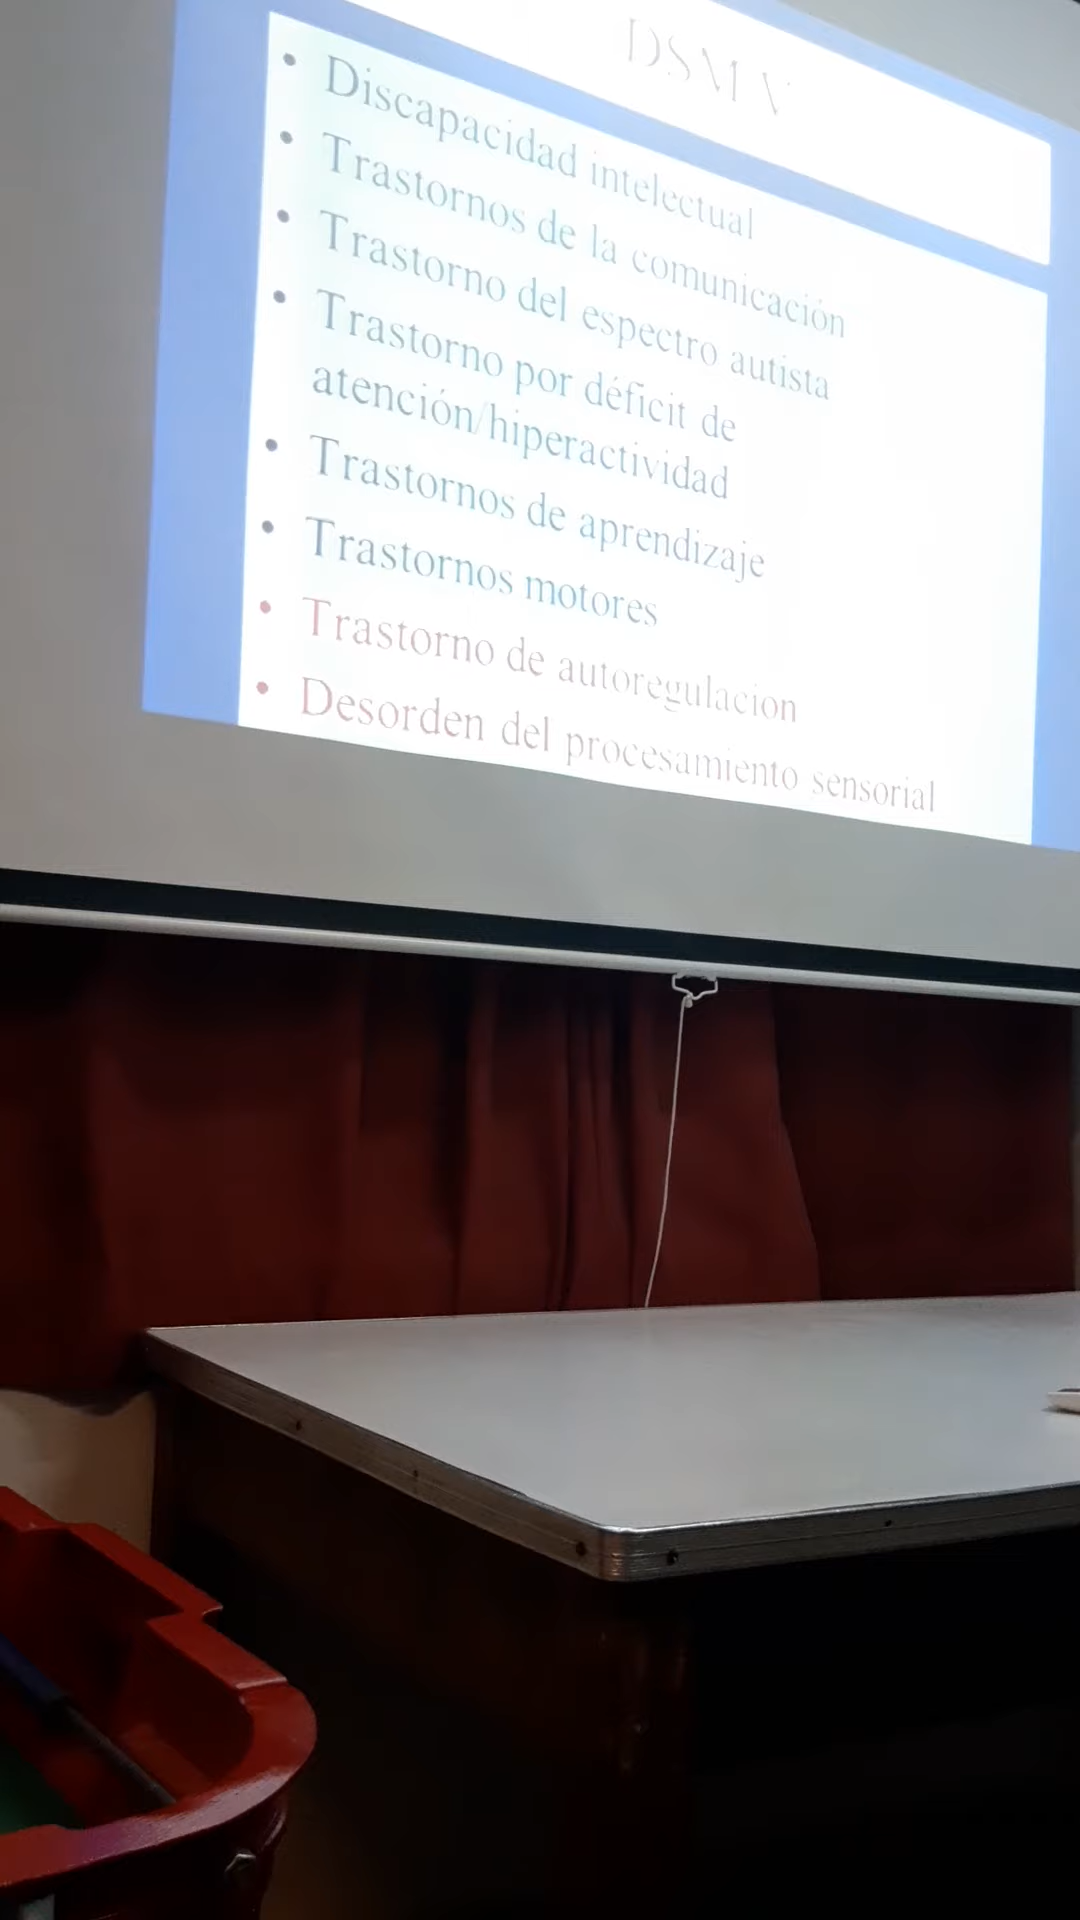 DSM V
• Discapacidad intelectual
• Trastornos de la comunicación
• Trastorno del espectro autista
• Trastorno por déficit de
atención/hiperactividad
• Trastornos de aprendizaje
• Trastornos motores
• Trastorno de autoregulacion
• Desorden del procesamiento sensorial